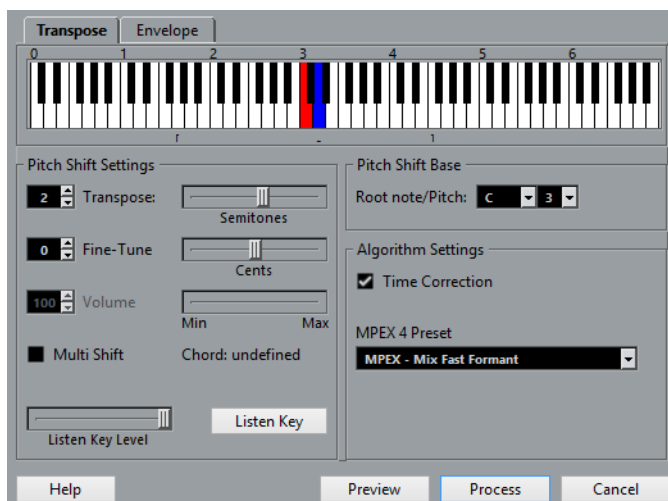 Transpose Envelope
0 1 2 3 4 5 6
Pitch Shift Settings
2 Transpose:
Semitones
0 Fine-Tune
Cents
100 Volume
Min Max
Multi Shift Chord: undefined
Listen Key
Listen Key Level
Pitch Shift Base
Root note/Pitch: C 3
Algorithm Settings
Time Correction
MPEX 4 Preset
MPEX - Mix Fast Formant
Help Preview Process Cancel